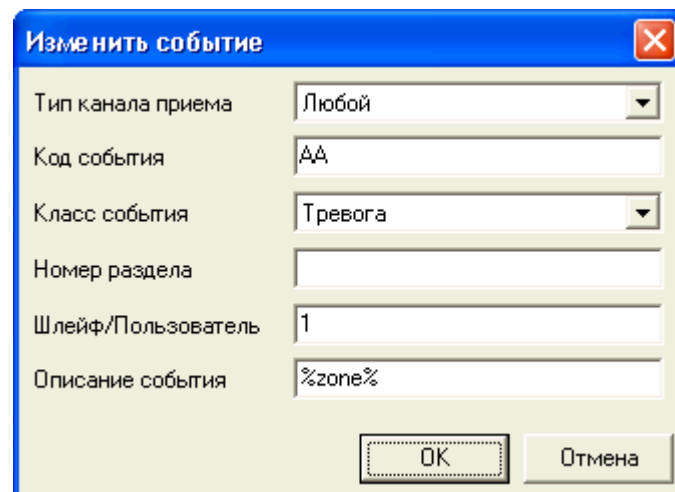 Изменить событие
Тип канала приема Любой
Код события AA
Класс события Тревога
Номер раздела
Шлейф/Пользователь 1
Описание события %zone%
OK Отмена